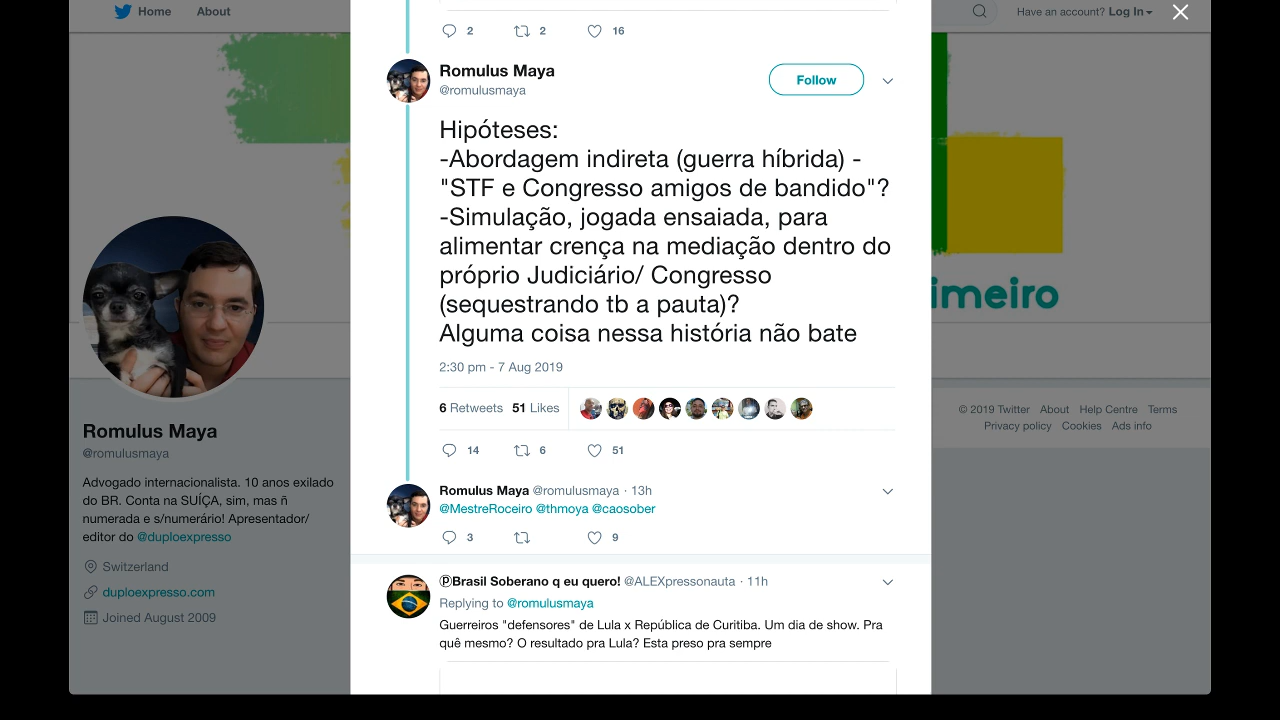 Home About
Have an account? Log In
2 2 16
Romulus Maya
@romulusmaya
Follow
Hipóteses:
-Abordagem indireta (guerra híbrida) -
"STF e Congresso amigos de bandido"?
-Simulação, jogada ensaiada, para
alimentar crença na mediação dentro do
próprio Judiciário/ Congresso
(sequestrando tb a pauta)?
Alguma coisa nessa história não bate
2:30 pm - 7 Aug 2019
6 Retweets 51 Likes
14 6 51
Romulus Maya @romulusmaya · 13h
@MestreRoceiro @thmoya @caosober
3 9
ⓅBrasil Soberano q eu quero! @ALEXpressonauta · 11h
Replying to @romulusmaya
Guerreiros "defensores" de Lula x República de Curitiba. Um dia de show. Pra
quê mesmo? O resultado pra Lula? Esta preso pra sempre
Romulus Maya
@romulusmaya
Advogado internacionalista. 10 anos exilado
do BR. Conta na SUÍÇA, sim, mas ñ
numerada e s/numerário! Apresentador/
editor do @duploexpresso
Switzerland
duploexpresso.com
Joined August 2009
imeiro
© 2019 Twitter About Help Centre Terms
Privacy policy Cookies Ads info